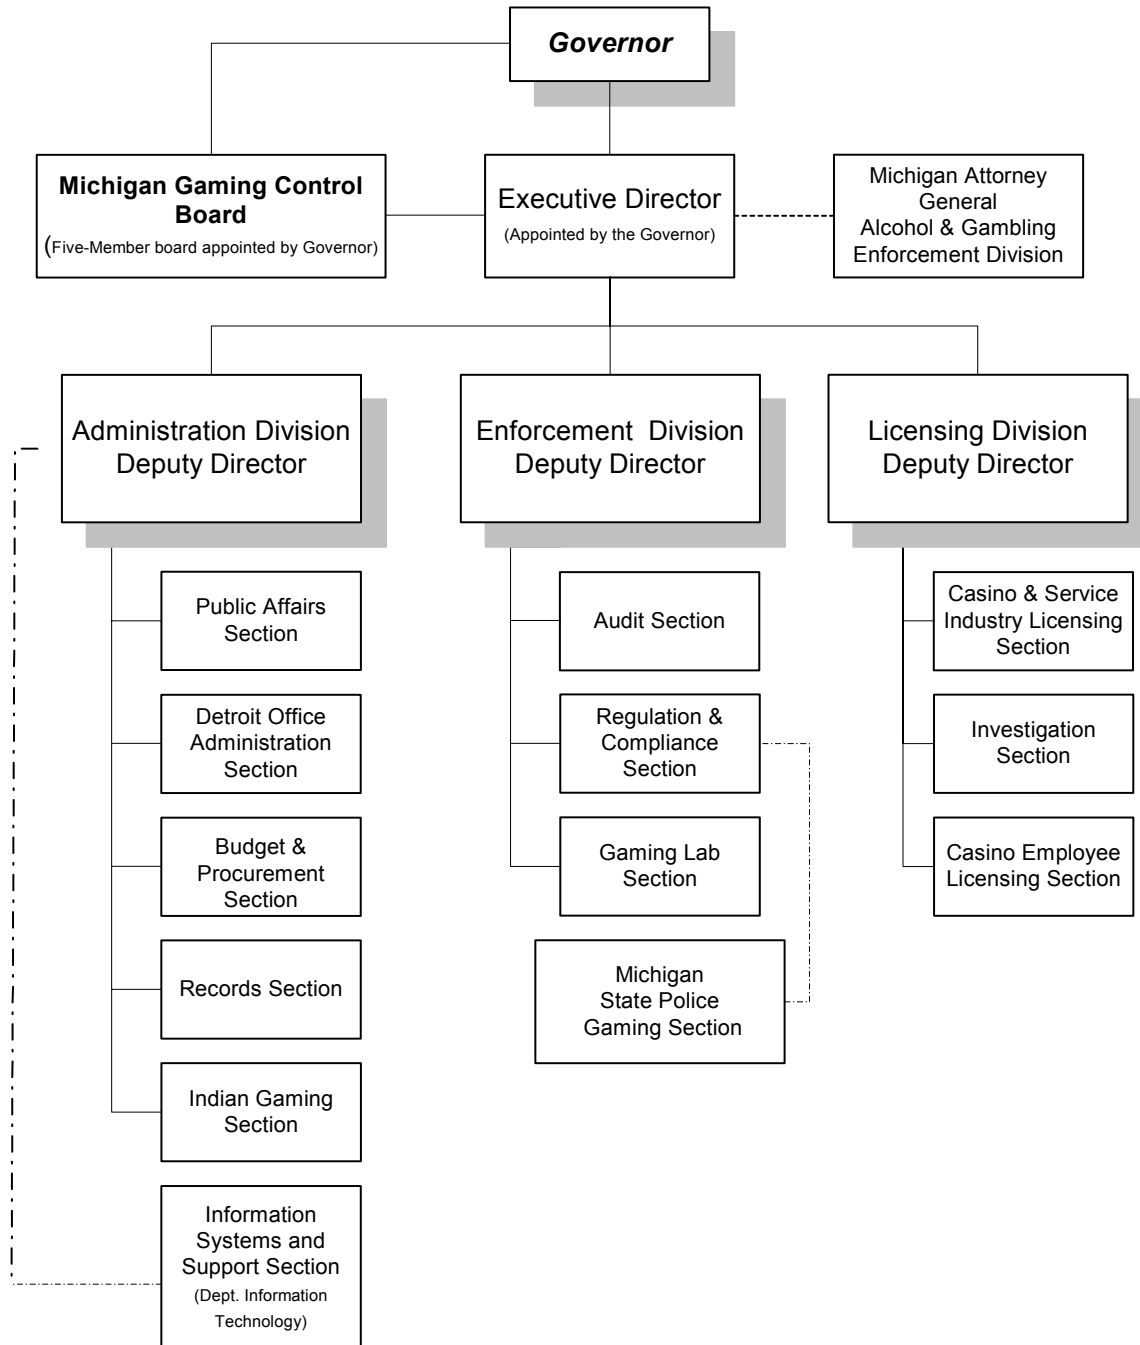 Governor
Michigan Gaming Control
Board
(Five-Member board appointed by Governor)
Executive Director
(Appointed by the Governor)
Michigan Attorney
General
Alcohol & Gambling
Enforcement Division
Administration Division
Deputy Director
Enforcement Division
Deputy Director
Licensing Division
Deputy Director
Public Affairs
Section
Detroit Office
Administration
Section
Budget &
Procurement
Section
Records Section
Indian Gaming
Section
Information
Systems and
Support Section
(Dept. Information
Technology)
Audit Section
Regulation &
Compliance
Section
Gaming Lab
Section
Michigan
State Police
Gaming Section
Casino & Service
Industry Licensing
Section
Investigation
Section
Casino Employee
Licensing Section